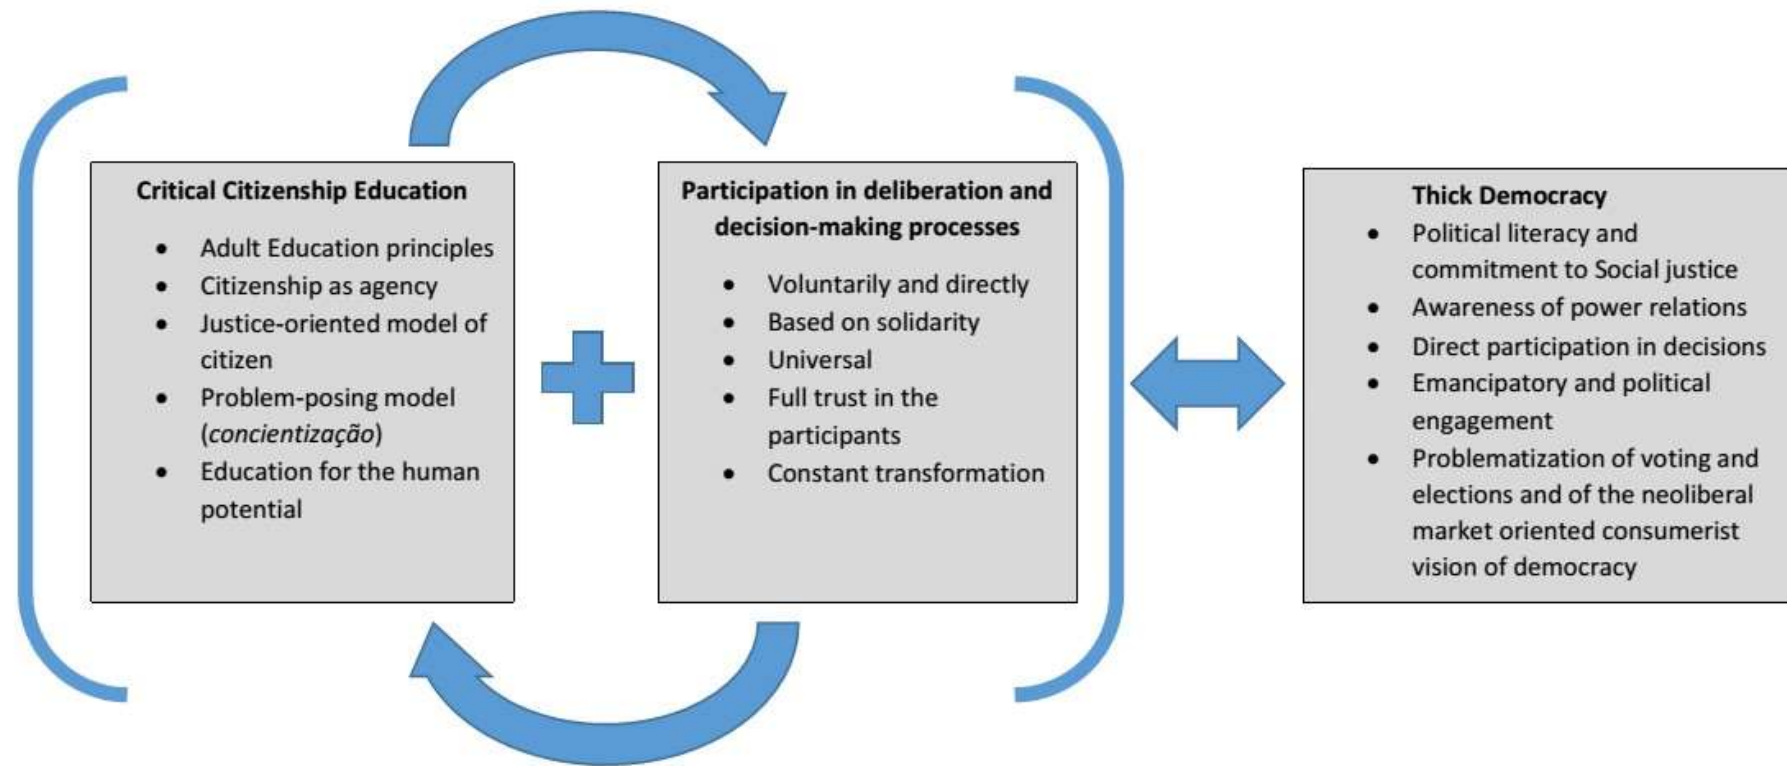 Critical Citizenship Education
• Adult Education principles
• Citizenship as agency
• Justice-oriented model of
citizen
• Problem-posing model
(concientização)
• Education for the human
potential
Participation in deliberation and
decision-making processes
• Voluntarily and directly
• Based on solidarity
• Universal
• Full trust in the
participants
• Constant transformation
Thick Democracy
• Political literacy and
commitment to Social justice
• Awareness of power relations
• Direct participation in decisions
• Emancipatory and political
engagement
• Problematization of voting and
elections and of the neoliberal
market oriented consumerist
vision of democracy